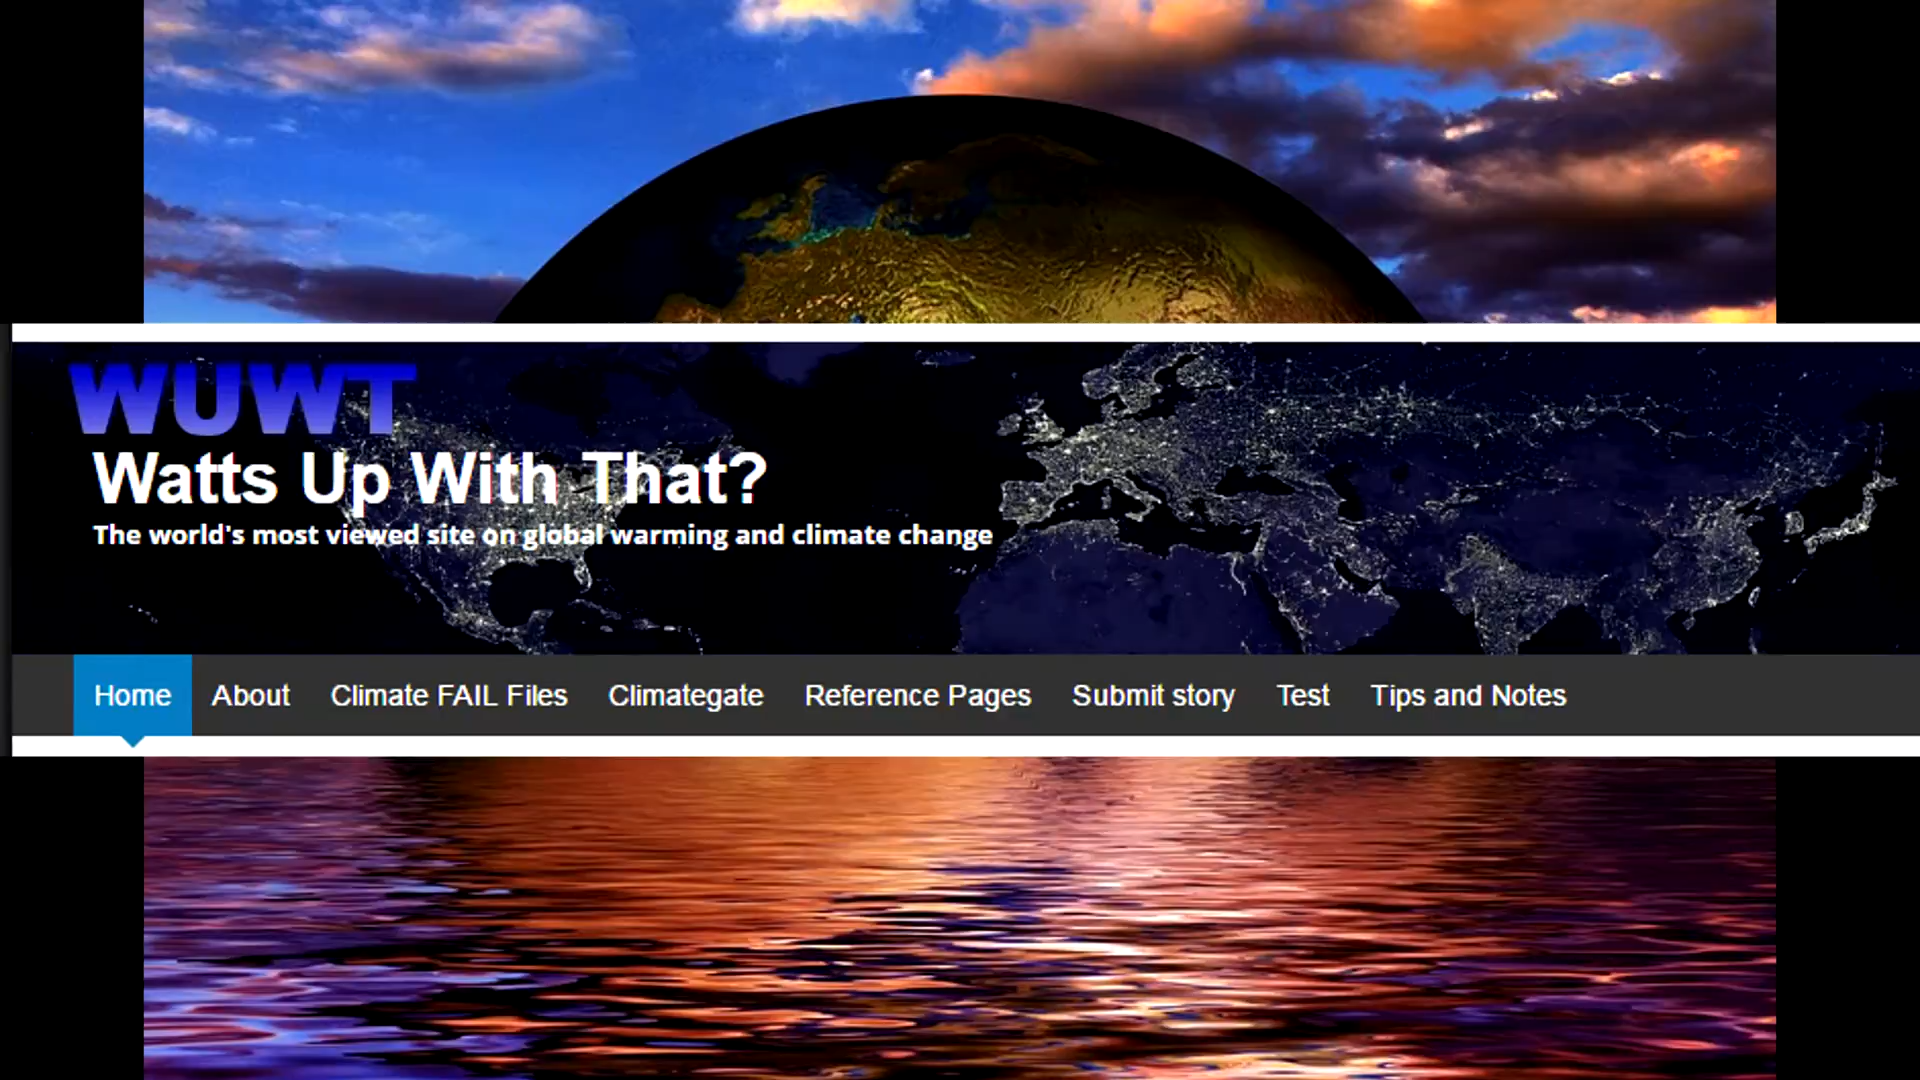 WUWT
Watts Up With That?
The world's most viewed site on global warming and climate change
Home About Climate FAIL Files Climategate Reference Pages Submit story Test Tips and Notes